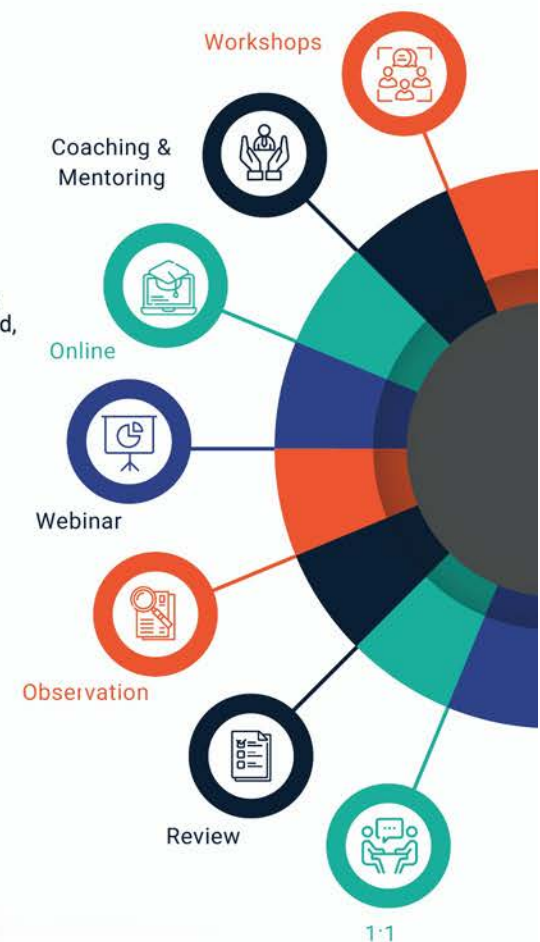 Workshops
Coaching &
Mentoring
d,
Online
Webinar
Observation
Review
1:1